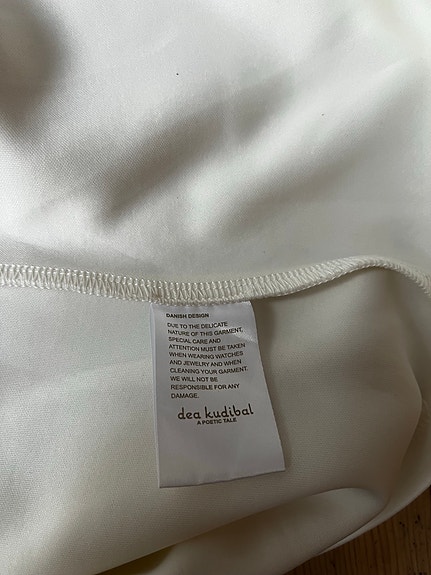 DANISH DESIGN
DUE TO THE DELICATE
NATURE OF THIS GARMENT,
SPECIAL CARE AND
ATTENTION MUST BE TAKEN
WHEN WEARING WATCHES
AND JEWELRY AND WHEN
CLEANING YOUR GARMENT.
WE WILL NOT BE
RESPONSIBLE FOR ANY
DAMAGE.
dea kudibal
A POETIC TALE